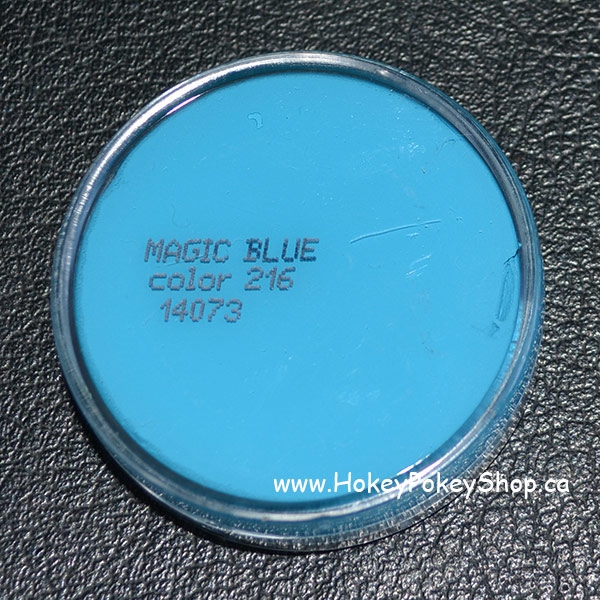 MAGIC BLUE
color 216
14073
www.HokeyPokeyShop.ca